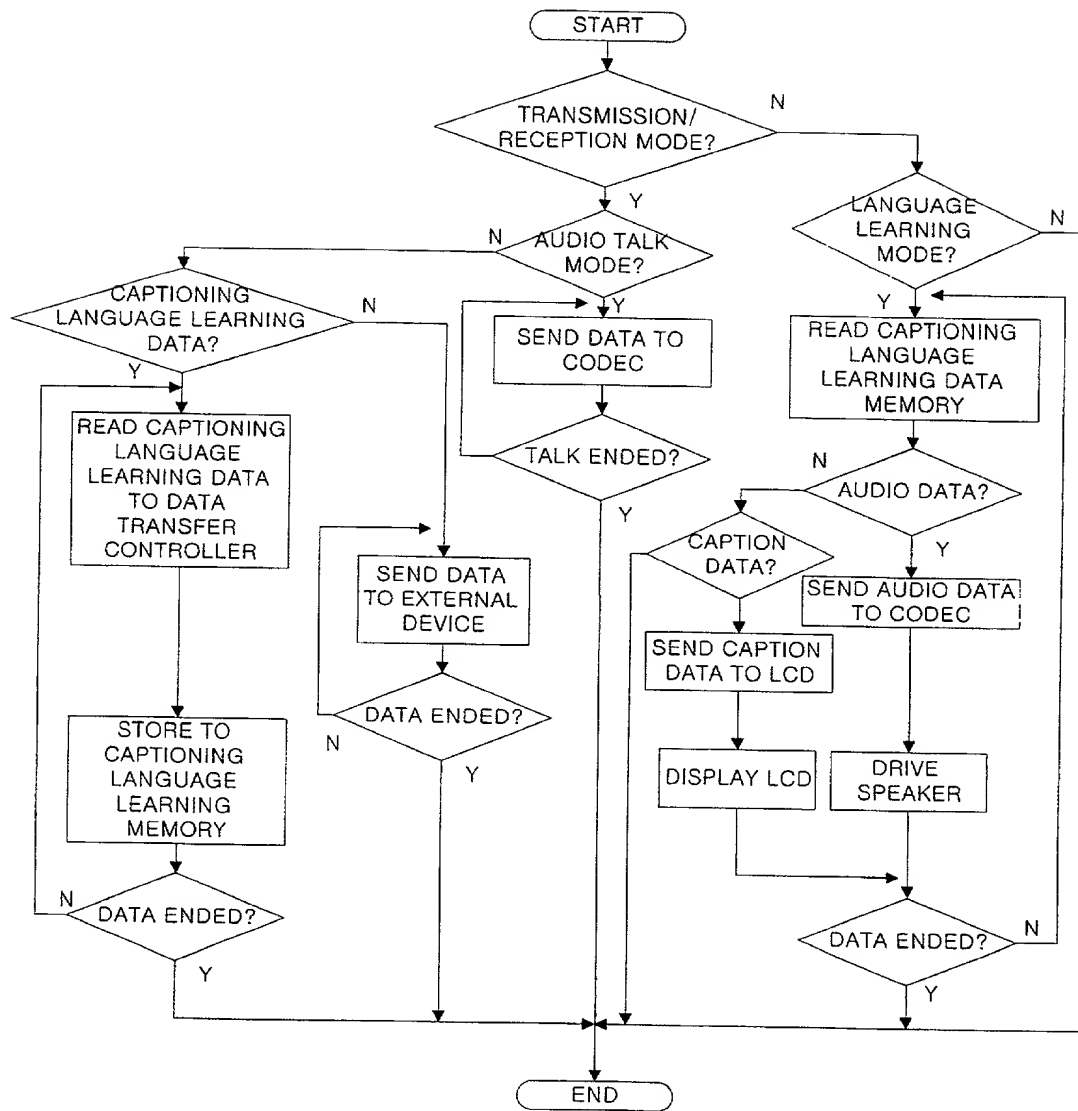 START
TRANSMISSION/
RECEPTION MODE?
N
Y
LANGUAGE
LEARNING
MODE?
N
Y
AUDIO TALK
MODE?
N
Y
CAPTIONING
LANGUAGE LEARNING
DATA?
N
Y
SEND DATA TO
CODEC
READ CAPTIONING
LANGUAGE
LEARNING DATA
MEMORY
READ CAPTIONING
LANGUAGE
LEARNING DATA
TO DATA
TRANSFER
CONTROLLER
TALK ENDED?
Y
AUDIO DATA?
N
Y
CAPTION
DATA?
SEND DATA
TO EXTERNAL
DEVICE
SEND AUDIO DATA
TO CODEC
SEND CAPTION
DATA TO LCD
DATA ENDED?
N
Y
STORE TO
CAPTIONING
LANGUAGE
LEARNING
MEMORY
DISPLAY LCD
DRIVE
SPEAKER
DATA ENDED?
N
Y
DATA ENDED?
N
Y
END